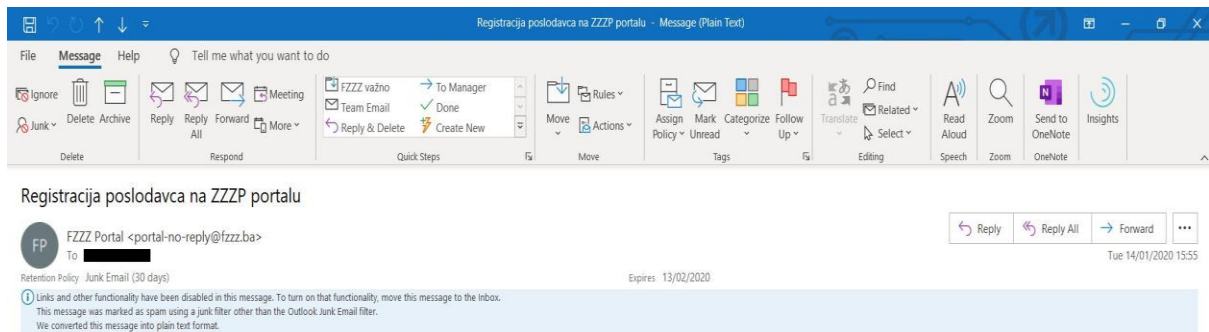 Registracija poslodavca na ZZZP portalu - Message (Plain Text)
File Message Help Tell me what you want to do
Ignore
Junk
Delete
Archive
Reply
Reply All
Forward
Meeting
More
FZZZ važno
Team Email
Reply & Delete
To Manager
Done
Create New
Move
Rules
Actions
Assign Policy
Mark Unread
Categorize
Follow Up
Translate
Find
Related
Select
Read Aloud
Zoom
Send to OneNote
Insights
Delete Respond Quick Steps Move Tags Editing Speech Zoom OneNote
Registracija poslodavca na ZZZP portalu
FP
FZZZ Portal <portal-no-reply@fzzz.ba>
To
Reply Reply All Forward
Tue 14/01/2020 15:55
Retention Policy Junk Email (30 days) Expires 13/02/2020
Links and other functionality have been disabled in this message. To turn on that functionality, move this message to the Inbox.
This message was marked as spam using a junk filter other than the Outlook Junk Email filter.
We converted this message into plain text format.